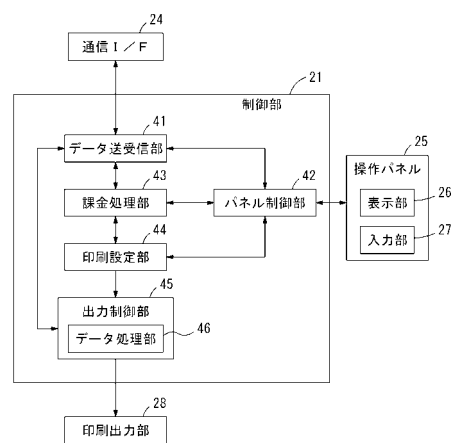 24
通信I/F
21
制御部
41
データ送受信部
25
操作パネル
43
課金処理部
42
パネル制御部
26
表示部
44
印刷設定部
27
入力部
45
出力制御部
46
データ処理部
28
印刷出力部